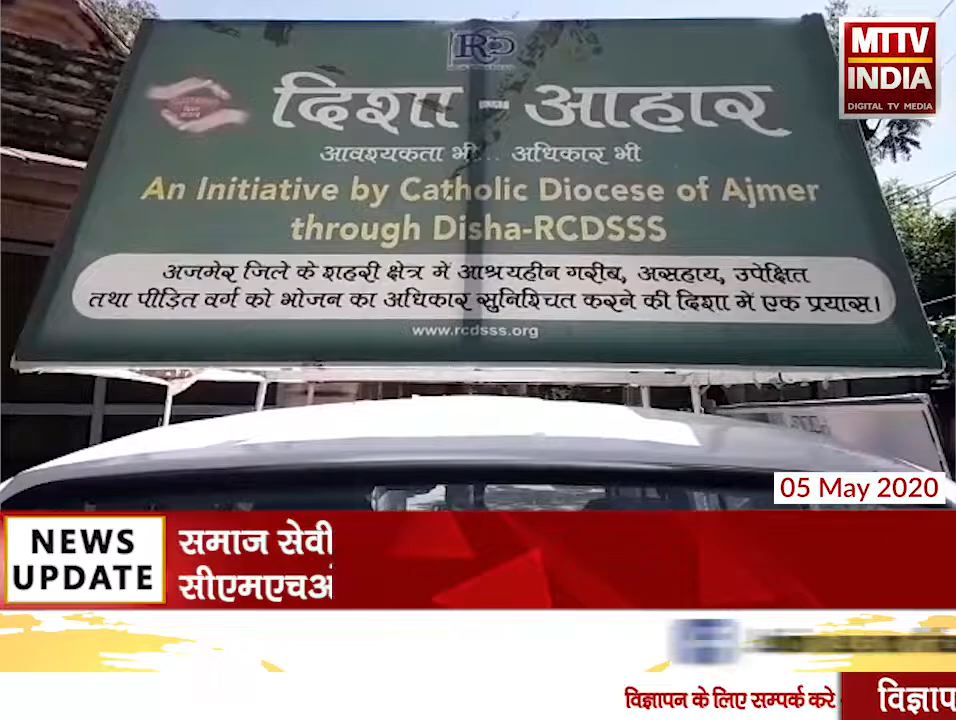 MTTV
INDIA
DIGITAL TV MEDIA
दिशा - आहार
आवश्यकता भी... अधिकार भी
An Initiative by Catholic Diocese of Ajmer
through Disha-RCDSSS
अजमेर जिले के शहरी क्षेत्र में आश्रयहीन गरीब, असहाय, उपेक्षित
तथा पीड़ित वर्ग को भोजन का अधिकार सुनिश्चित करने की दिशा में एक प्रयास।
www.rcdsss.org
05 May 2020
NEWS
UPDATE
समाज सेवी
सीएमएचओ
विज्ञापन के लिए सम्पर्क करे
विज्ञाप